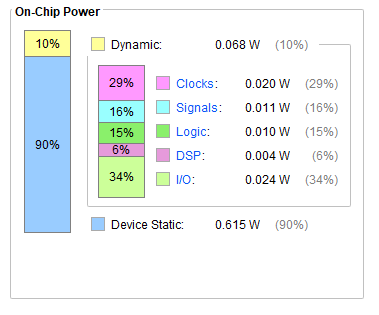 On-Chip Power
10% Dynamic: 0.068 W (10%)
29% Clocks: 0.020 W (29%)
16% Signals: 0.011 W (16%)
15% Logic: 0.010 W (15%)
90% 6% DSP: 0.004 W (6%)
34% I/O: 0.024 W (34%)
Device Static: 0.615 W (90%)